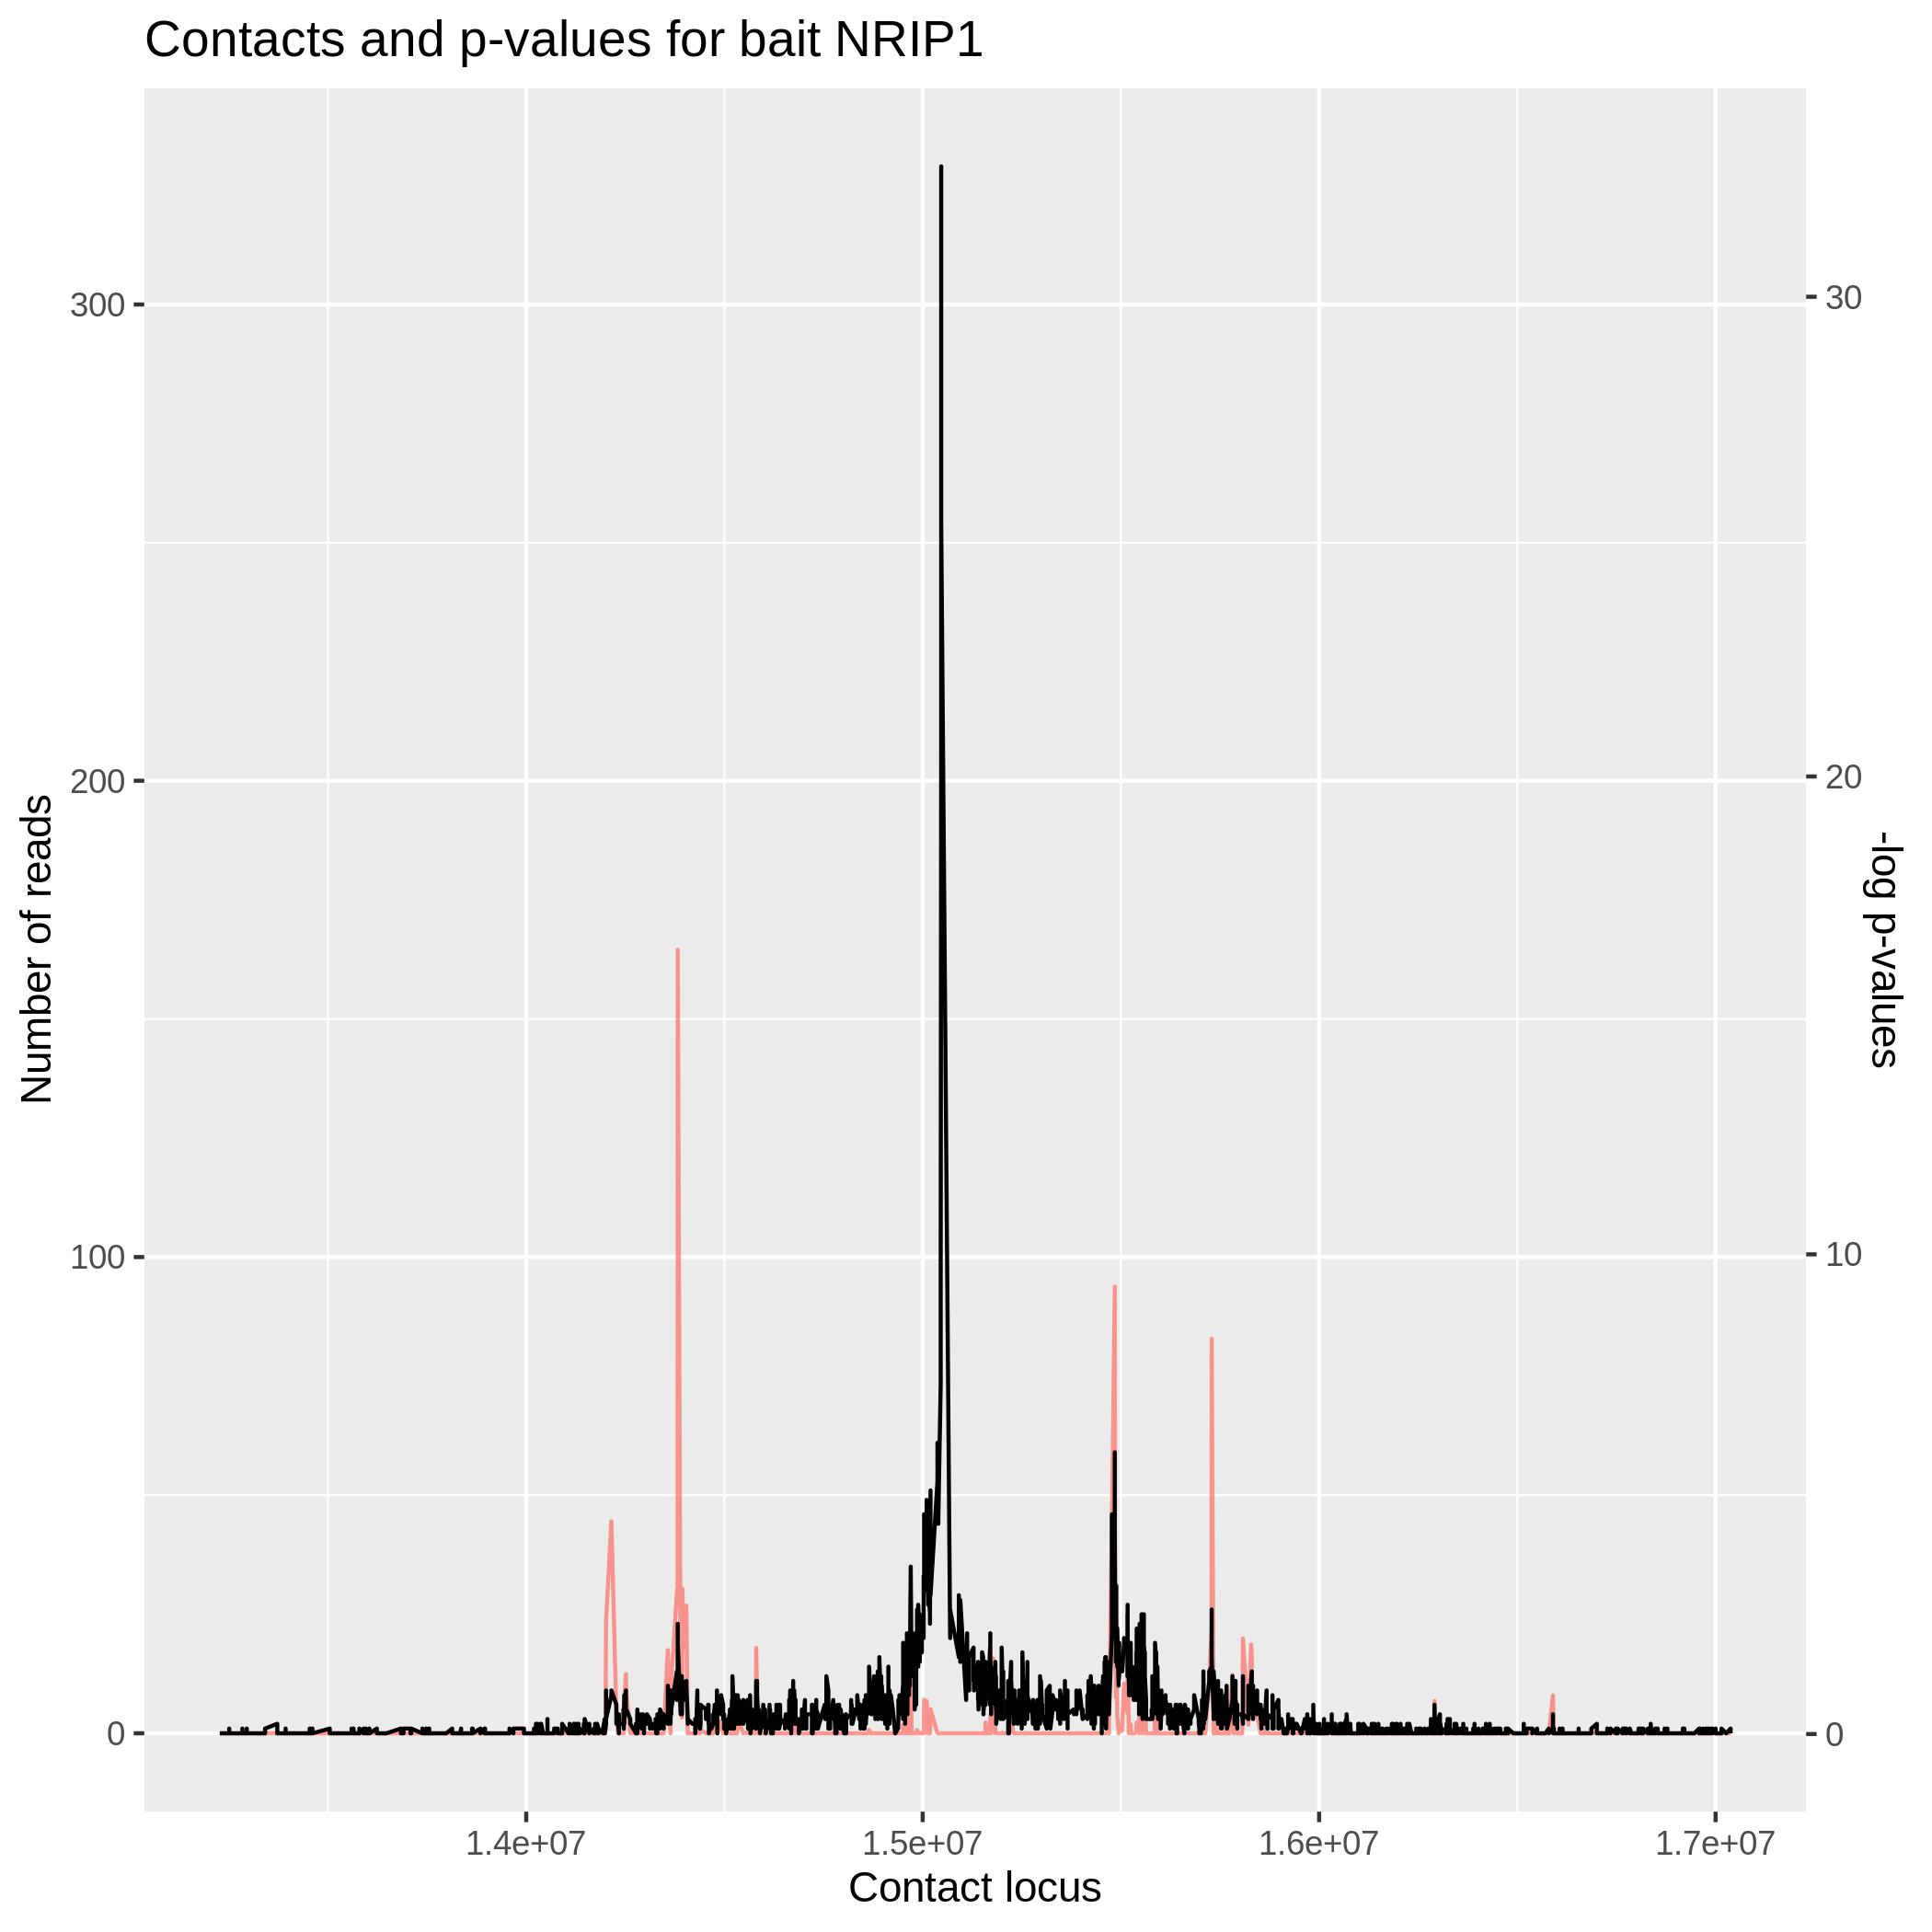 Contacts and p-values for bait NRIP1
300
200
100
0
Number of reads
30
20
10
0
-log p-values
1.4e+07
1.5e+07
1.6e+07
1.7e+07
Contact locus